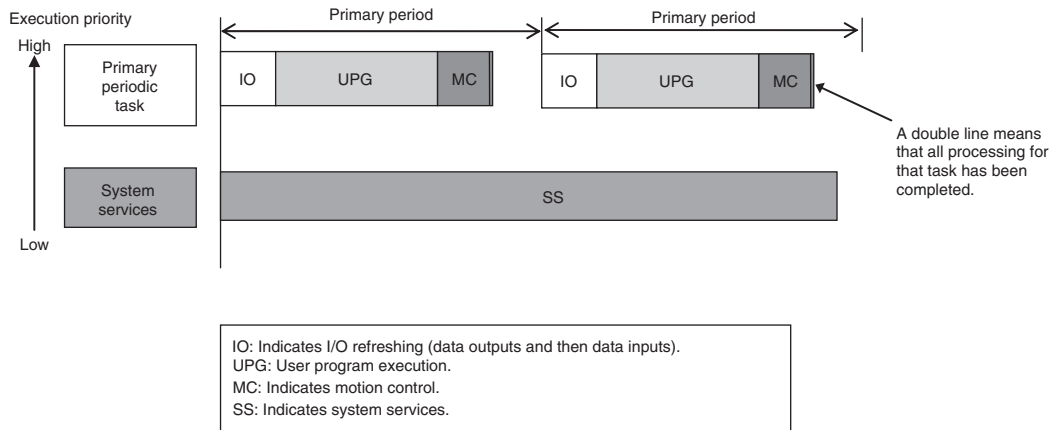 Execution priority
High
Low
Primary period
Primary period
Primary
periodic
task
IO
UPG
MC
IO
UPG
MC
A double line means
that all processing for
that task has been
completed.
System
services
SS
IO: Indicates I/O refreshing (data outputs and then data inputs).
UPG: User program execution.
MC: Indicates motion control.
SS: Indicates system services.